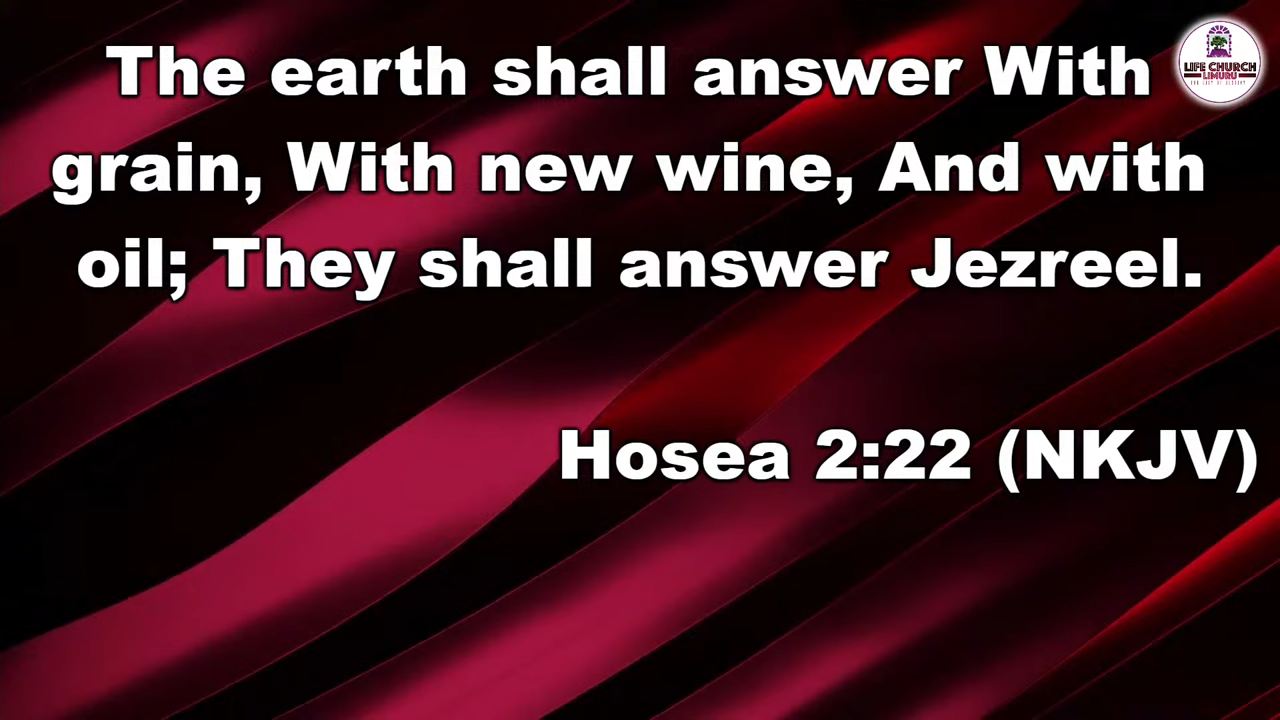 The earth shall answer With
grain, With new wine, And with
oil; They shall answer Jezreel.
Hosea 2:22 (NKJV)
LIFE CHURCH
LIMURU